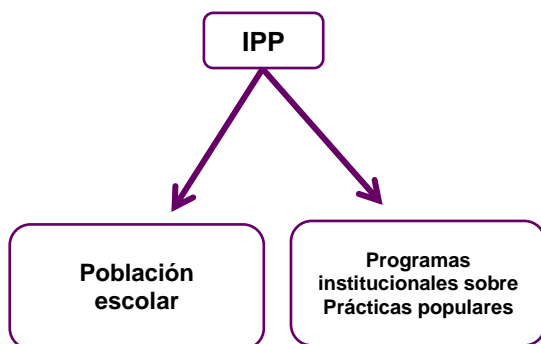 IPP
Población
escolar
Programas
institucionales sobre
Prácticas populares